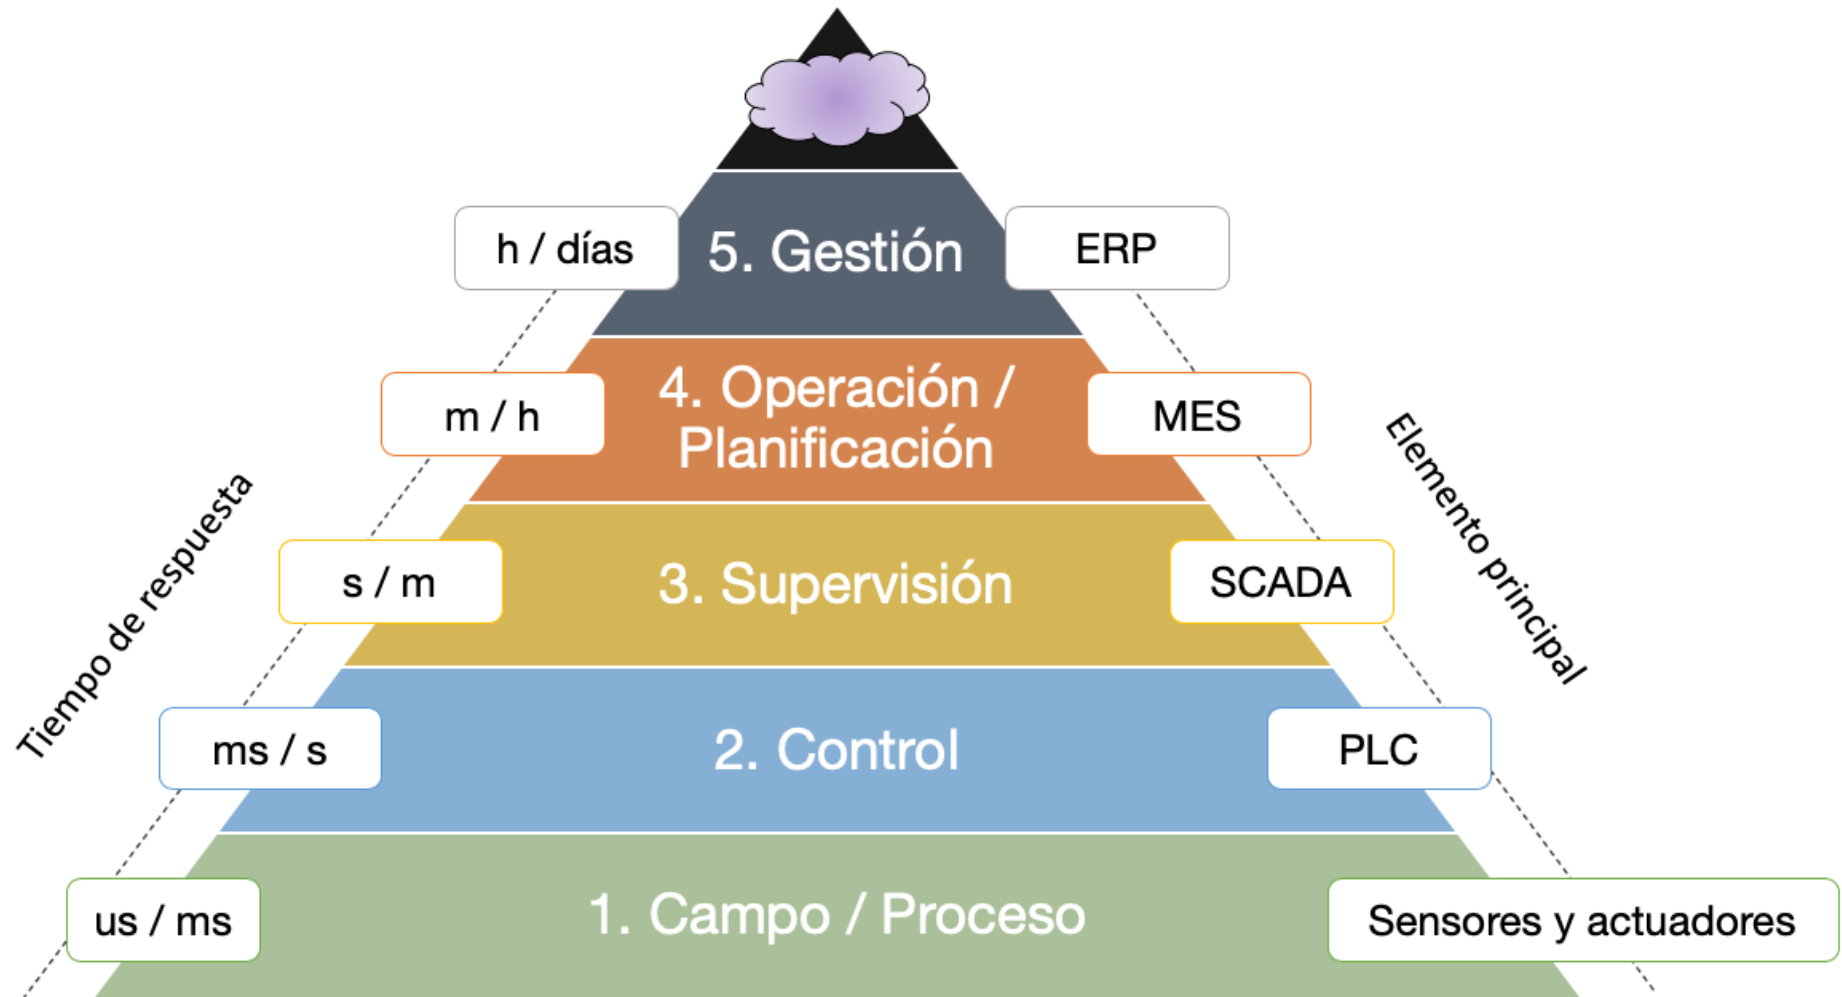 h / días
5. Gestión
ERP
m / h
4. Operación /
Planificación
MES
s / m
3. Supervisión
SCADA
ms / s
2. Control
PLC
us / ms
1. Campo / Proceso
Sensores y actuadores
Tiempo de respuesta
Elemento principal